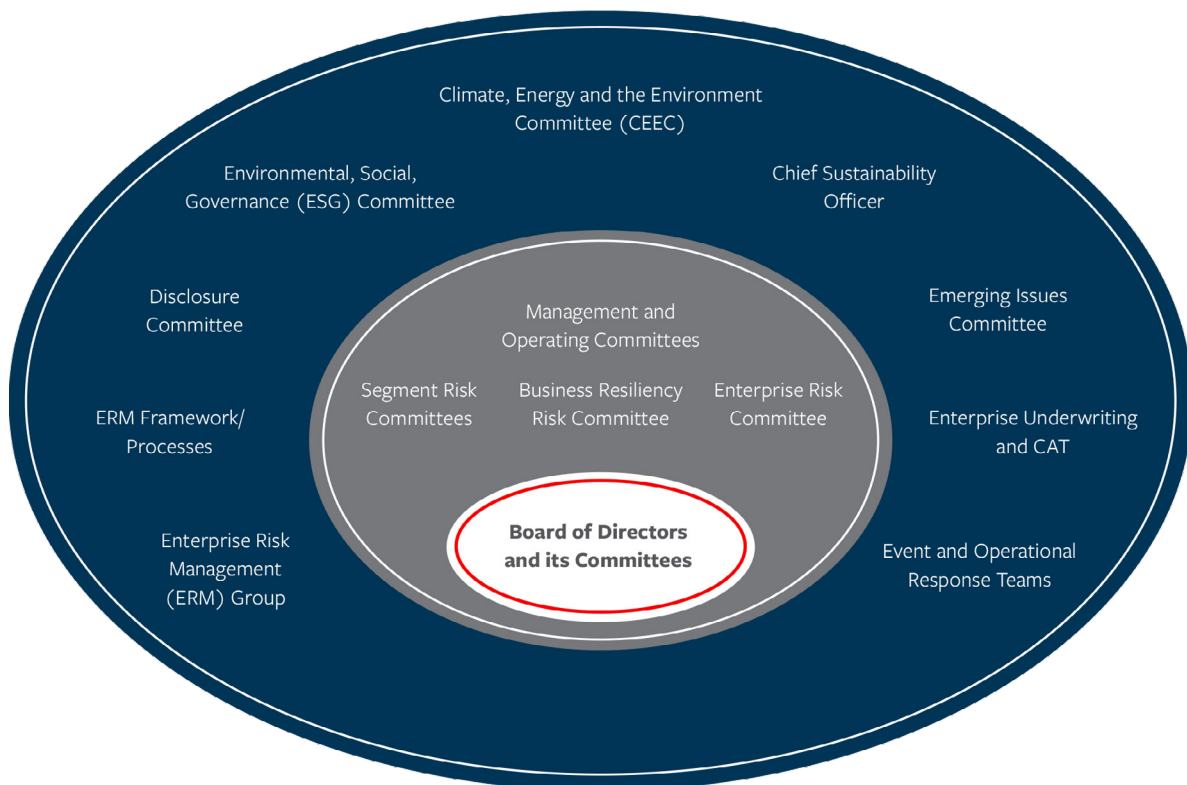 Climate, Energy and the Environment
Committee (CEEC)
Environmental, Social,
Governance (ESG) Committee
Chief Sustainability
Officer
Disclosure
Committee
Emerging Issues
Committee
Management and
Operating Committees
Segment Risk
Committees
Business Resiliency
Risk Committee
Enterprise Risk
Committee
ERM Framework/
Processes
Enterprise Underwriting
and CAT
Board of Directors
and its Committees
Enterprise Risk
Management
(ERM) Group
Event and Operational
Response Teams